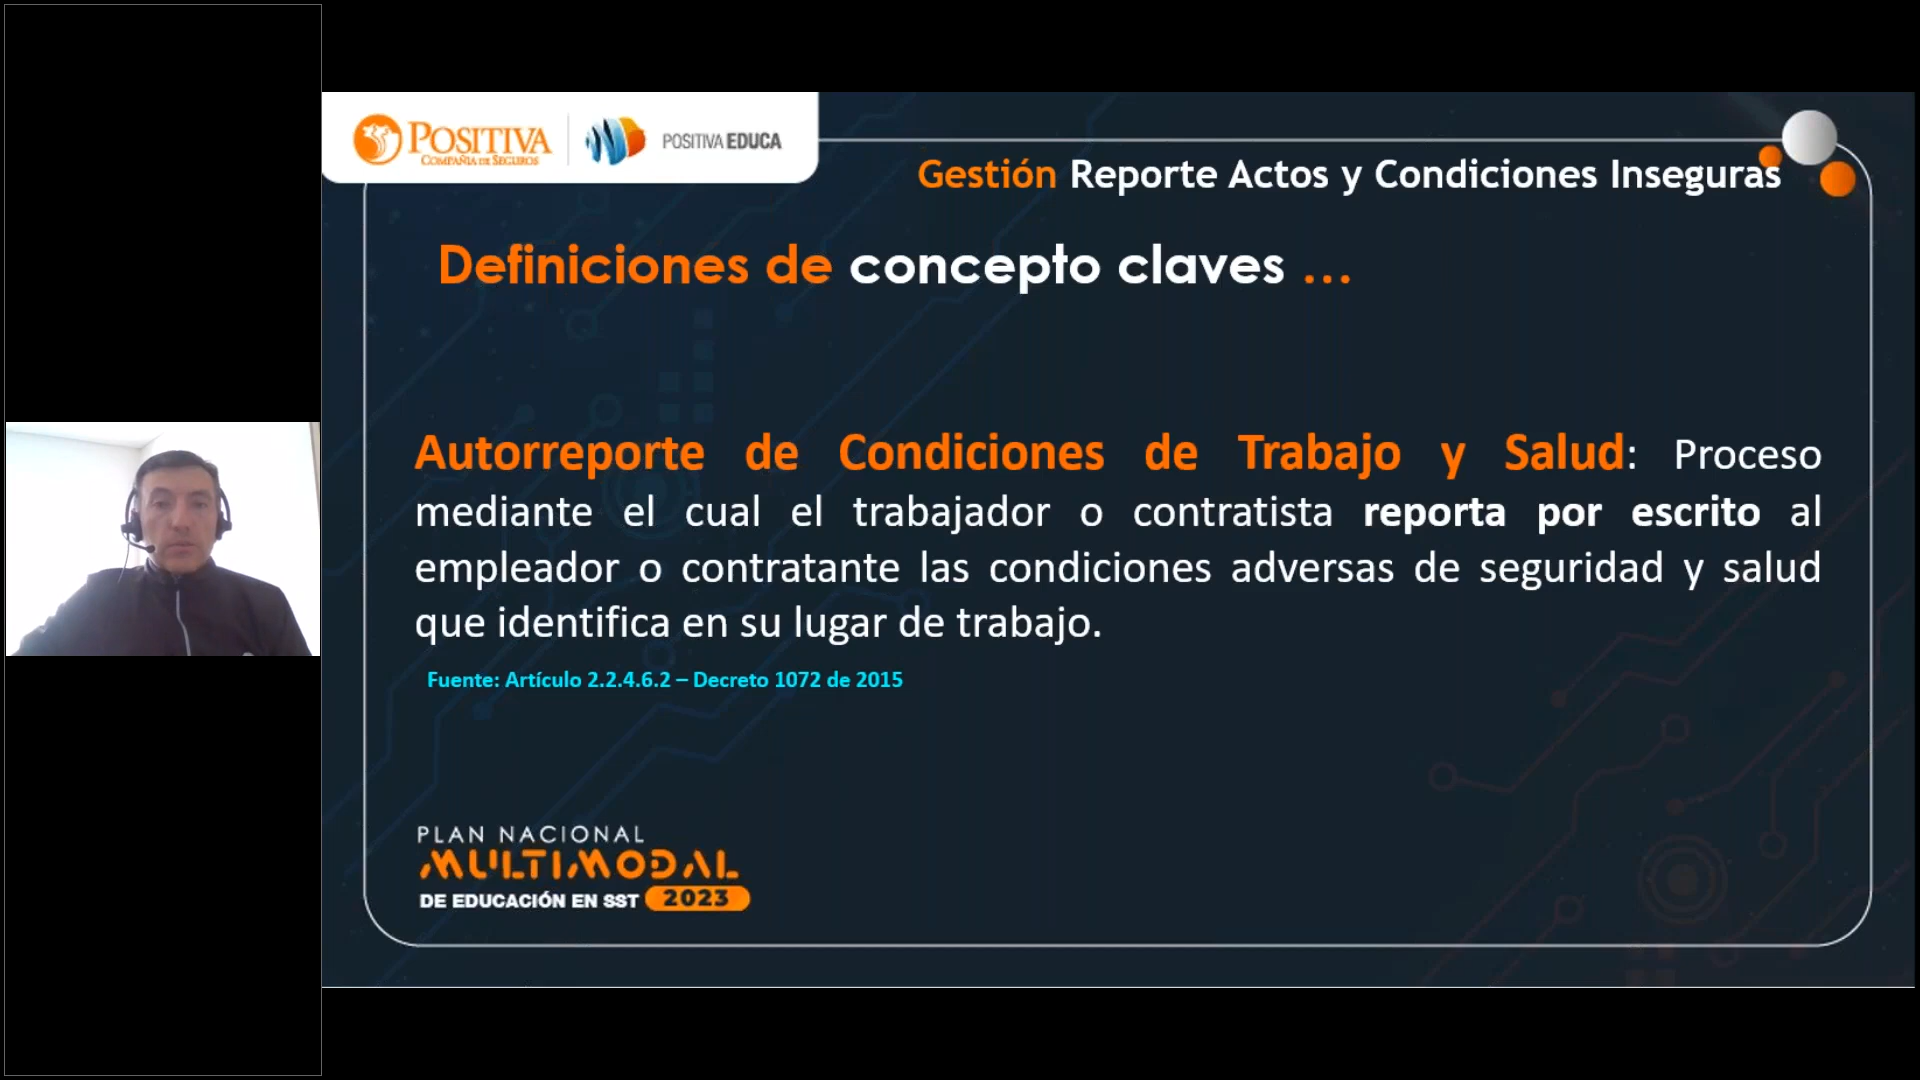 POSITIVA
COMPAÑIA DE SEGUROS
POSITIVA EDUCA
Gestión Reporte Actos y Condiciones Inseguras
Definiciones de concepto claves ...
Autorreporte de Condiciones de Trabajo y Salud: Proceso
mediante el cual el trabajador o contratista reporta por escrito al
empleador o contratante las condiciones adversas de seguridad y salud
que identifica en su lugar de trabajo.
Fuente: Artículo 2.2.4.6.2 – Decreto 1072 de 2015
PLAN NACIONAL
MULTIMODAL
DE EDUCACIÓN EN SST 2023